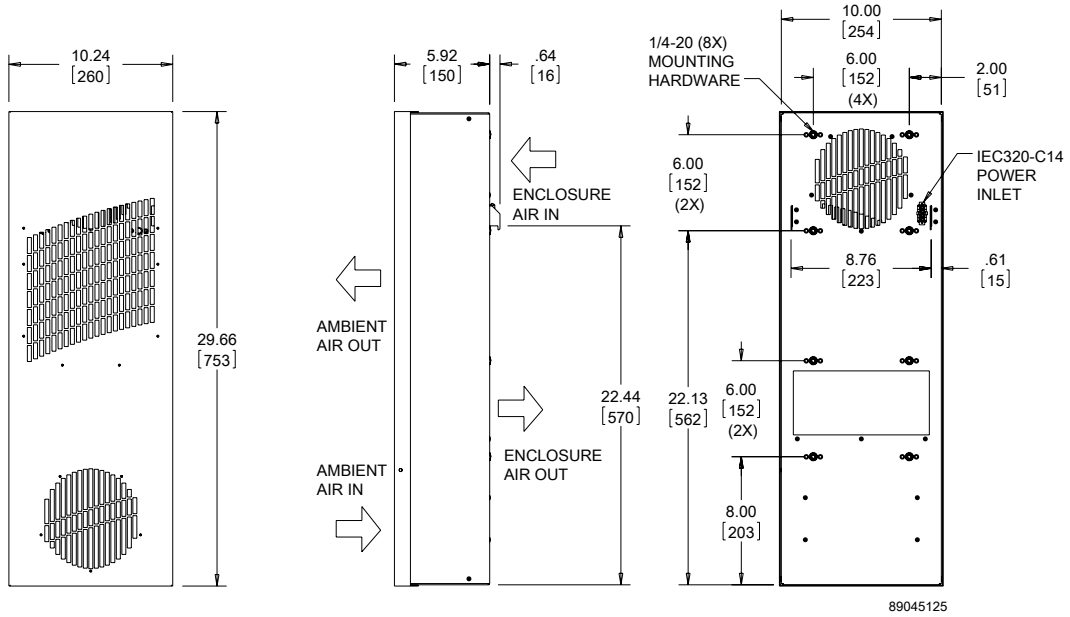 10.24
[260]
29.66
[753]
5.92
[150]
.64
[16]
ENCLOSURE
AIR IN
AMBIENT
AIR OUT
22.44
[570]
ENCLOSURE
AIR OUT
AMBIENT
AIR IN
10.00
[254]
1/4-20 (8X)
MOUNTING
HARDWARE
6.00
[152]
(4X)
2.00
[51]
6.00
[152]
(2X)
IEC320-C14
POWER
INLET
8.76
[223]
.61
[15]
22.13
[562]
6.00
[152]
(2X)
8.00
[203]
89045125